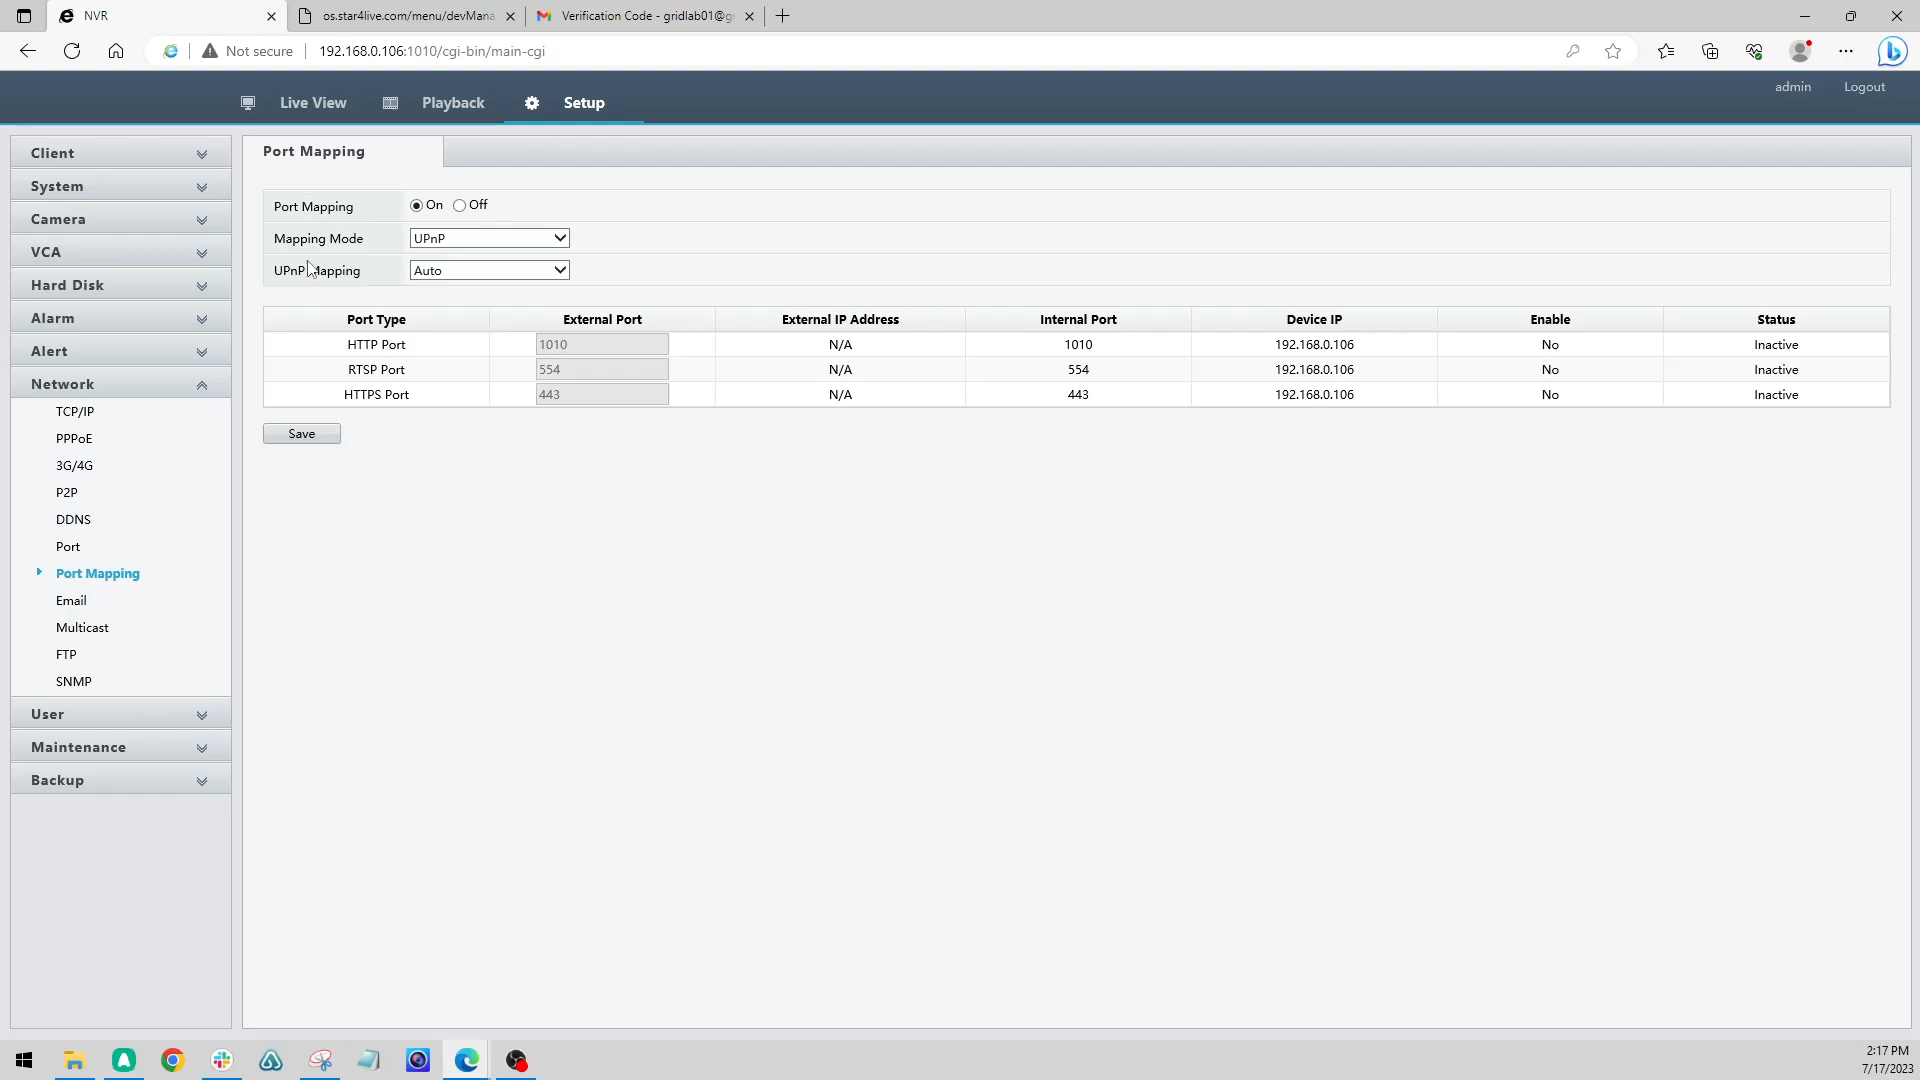 NVR
os.star4live.com/menu/devMana
Verification Code - gridlab01@g
Not secure
192.168.0.106:1010/cgi-bin/main-cgi
admin
Logout
Live View
Playback
Setup
Client
System
Camera
VCA
Hard Disk
Alarm
Alert
Network
TCP/IP
PPPoE
3G/4G
P2P
DDNS
Port
Port Mapping
Email
Multicast
FTP
SNMP
User
Maintenance
Backup
Port Mapping
Port Mapping On Off
Mapping Mode UPnP
UPnP Mapping Auto
Port Type External Port External IP Address Internal Port Device IP Enable Status
HTTP Port 1010 N/A 1010 192.168.0.106 No Inactive
RTSP Port 554 N/A 554 192.168.0.106 No Inactive
HTTPS Port 443 N/A 443 192.168.0.106 No Inactive
Save
2:17 PM
7/17/2023